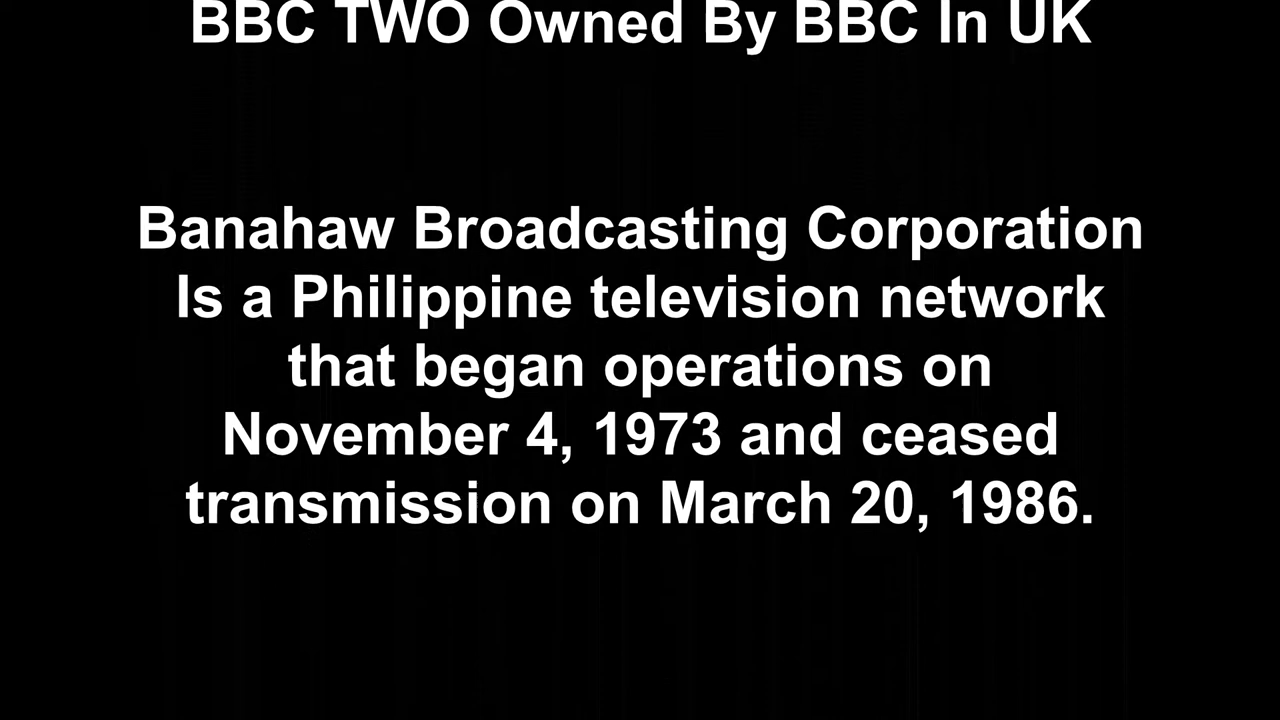 BBC TWO Owned By BBC In UK
Banahaw Broadcasting Corporation
Is a Philippine television network
that began operations on
November 4, 1973 and ceased
transmission on March 20, 1986.